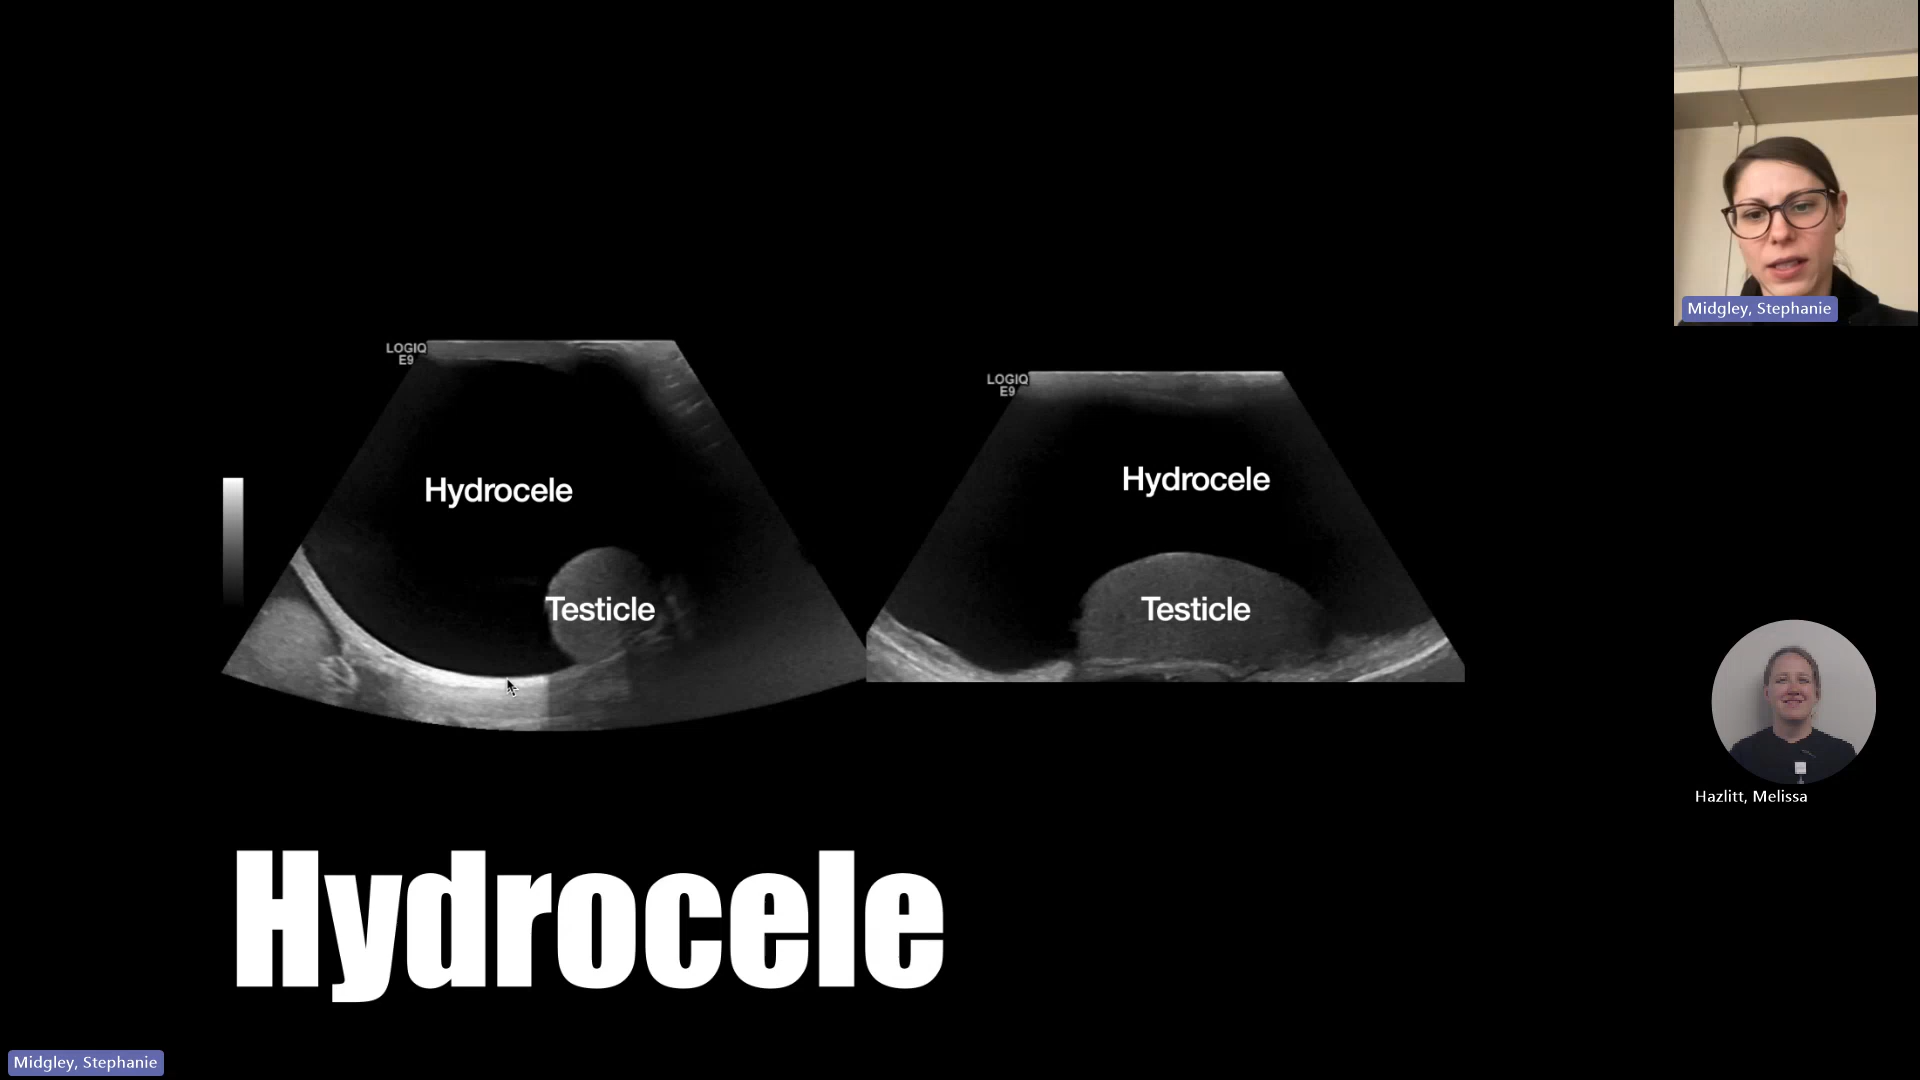 LOGIQ
E9
Hydrocele
Testicle
LOGIQ
E9
Hydrocele
Testicle
Hydrocele
Midgley, Stephanie
Hazlitt, Melissa
Midgley, Stephanie